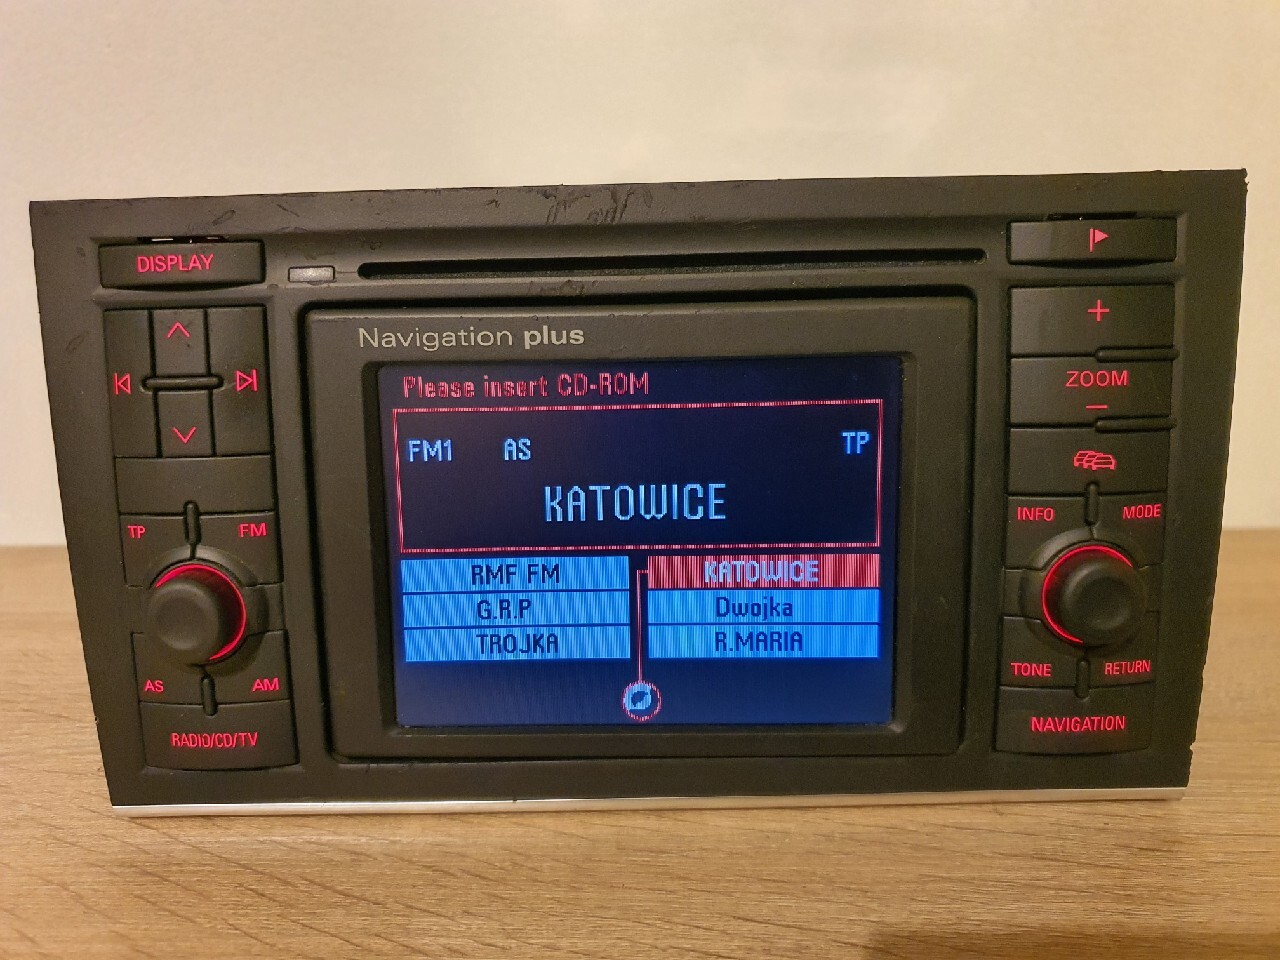 DISPLAY
Navigation plus
Please insert CD-ROM
FM1 AS TP
KATOWICE
RMF FM KATOWICE
G.R.P Dwojka
TROJKA R.MARIA
TP FM
AS AM
RADIO/CD/TV
+
ZOOM
−
INFO MODE
TONE RETURN
NAVIGATION